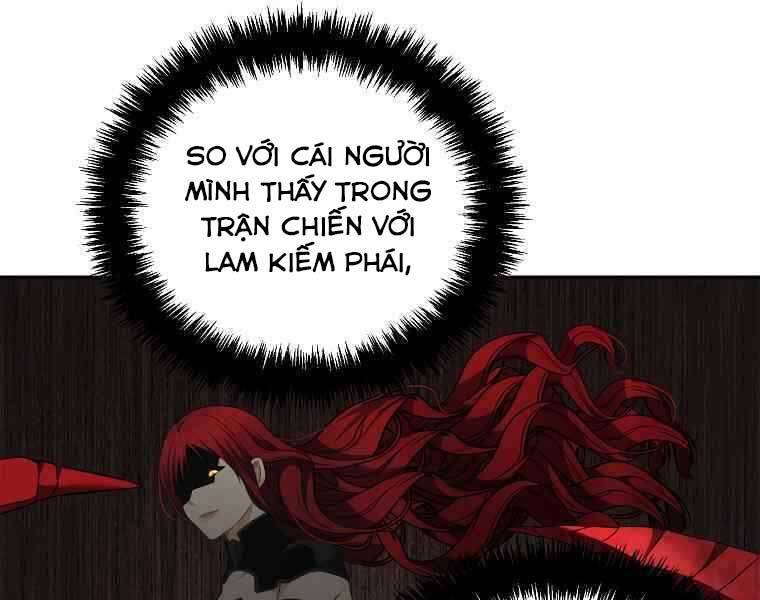 SO VỚI CÁI NGƯỜI
MÌNH THẤY TRONG
TRẬN CHIẾN VỚI
LAM KIẾM PHÁI,